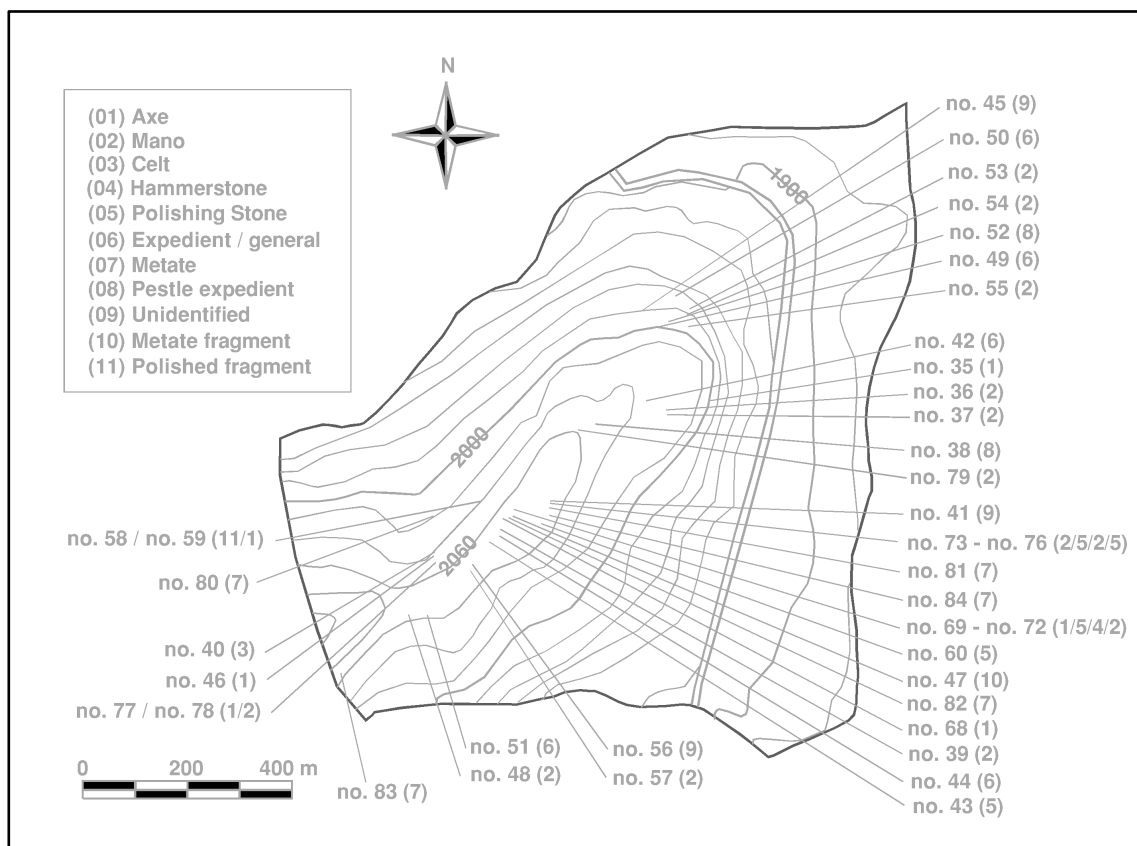 N
(01) Axe
(02) Mano
(03) Celt
(04) Hammerstone
(05) Polishing Stone
(06) Expedient / general
(07) Metate
(08) Pestle expedient
(09) Unidentified
(10) Metate fragment
(11) Polished fragment
no. 45 (9)
no. 50 (6)
no. 53 (2)
no. 54 (2)
no. 52 (8)
no. 49 (6)
no. 55 (2)
no. 42 (6)
no. 35 (1)
no. 36 (2)
no. 37 (2)
no. 38 (8)
no. 79 (2)
no. 41 (9)
no. 73 - no. 76 (2/5/2/5)
no. 81 (7)
no. 84 (7)
no. 69 - no. 72 (1/5/4/2)
no. 60 (5)
no. 47 (10)
no. 82 (7)
no. 68 (1)
no. 39 (2)
no. 44 (6)
no. 43 (5)
1900
2000
2060
no. 58 / no. 59 (11/1)
no. 80 (7)
no. 40 (3)
no. 46 (1)
no. 77 / no. 78 (1/2)
no. 51 (6)
no. 48 (2)
no. 56 (9)
no. 57 (2)
no. 83 (7)
0 200 400 m